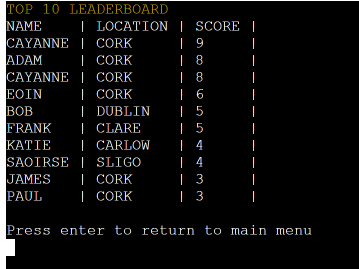 TOP 10 LEADERBOARD
NAME | LOCATION | SCORE |
CAYANNE | CORK | 9 |
ADAM | CORK | 8 |
CAYANNE | CORK | 8 |
EOIN | CORK | 6 |
BOB | DUBLIN | 5 |
FRANK | CLARE | 5 |
KATIE | CARLOW | 4 |
SAOIRSE | SLIGO | 4 |
JAMES | CORK | 3 |
PAUL | CORK | 3 |
Press enter to return to main menu